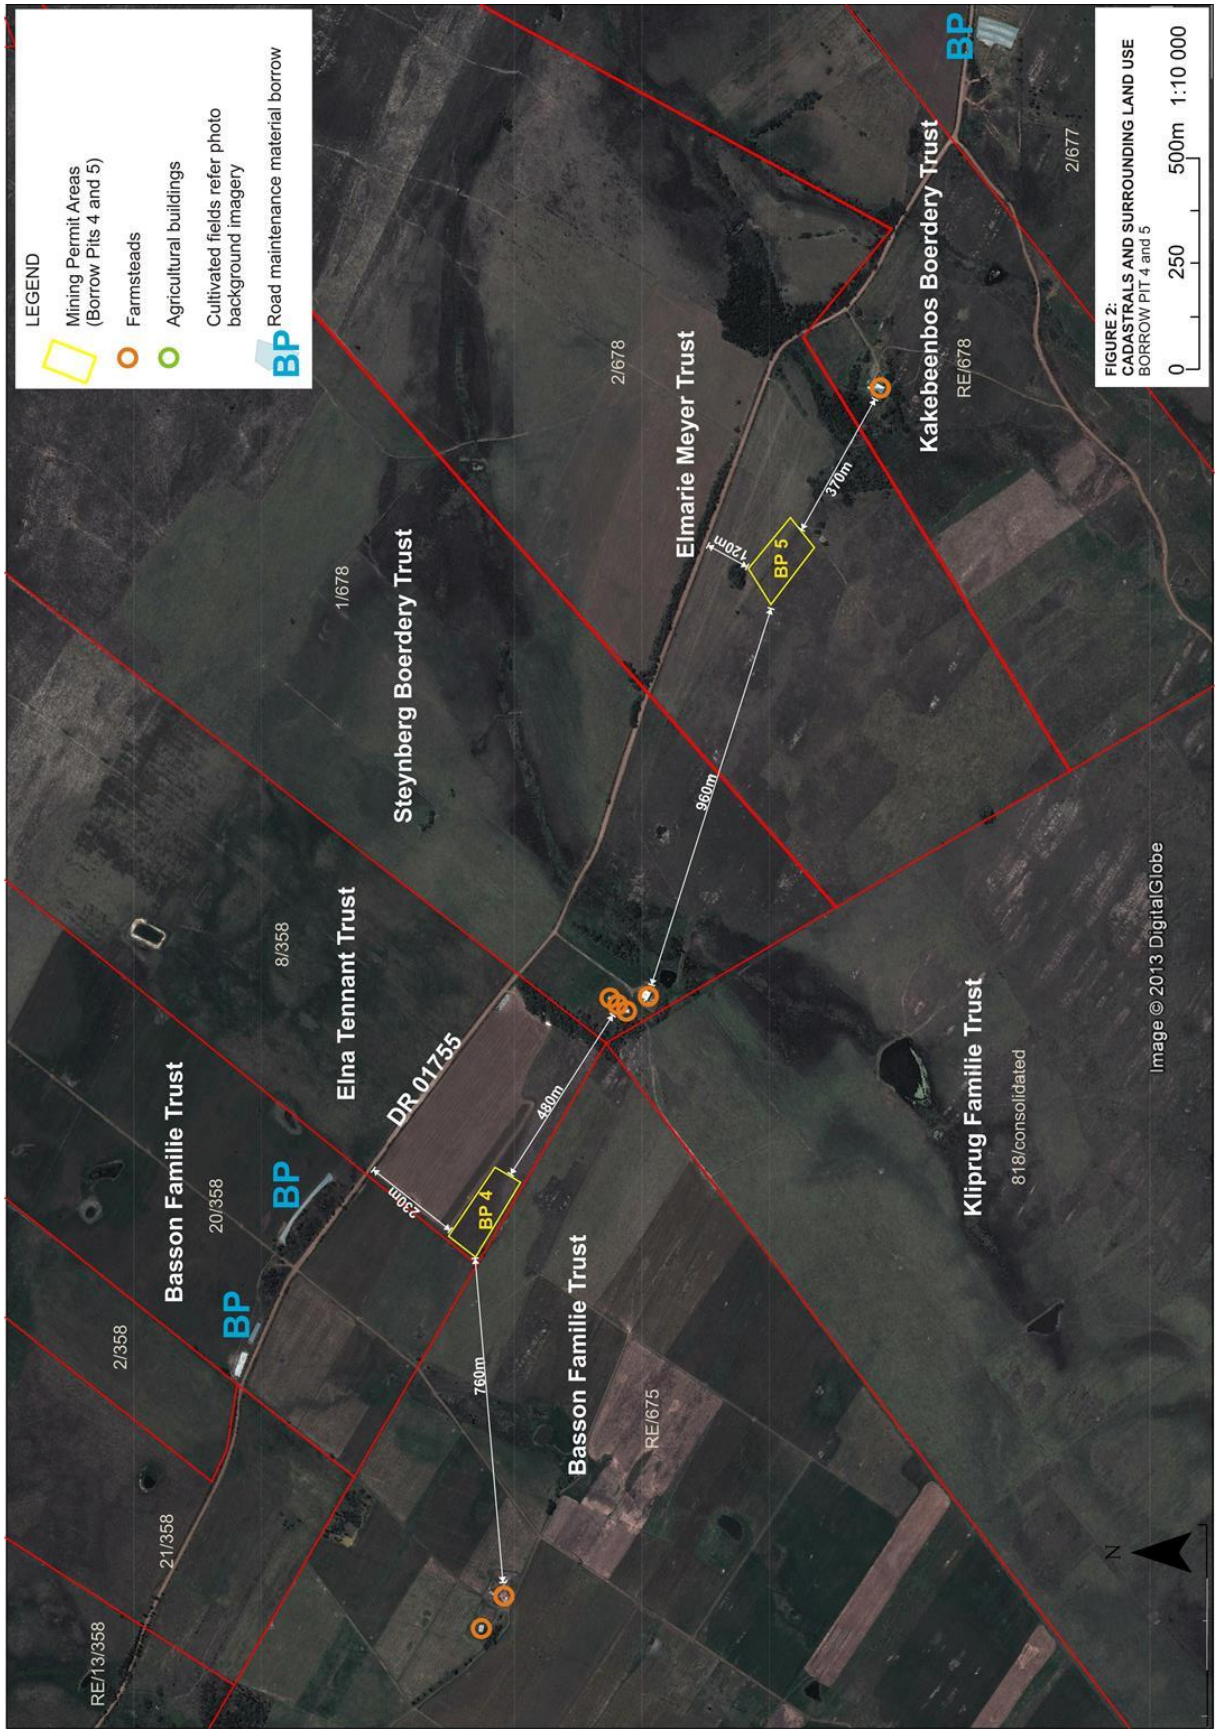 LEGEND
Mining Permit Areas
(Borrow Pits 4 and 5)
Farmsteads
Agricultural buildings
Cultivated fields refer photo
background imagery
BP Road maintenance material borrow
RE/13/358
21/358
2/358
Basson Familie Trust
20/358
BP
BP
8/358
Elna Tennant Trust
DR 01755
1/678
Steynberg Boerdery Trust
2/678
Elmarie Meyer Trust
230m
BP 4
480m
760m
Basson Familie Trust
RE/675
960m
120m
BP 5
370m
RE/678
Kakebeenbos Boerdery Trust
BP
2/677
Kliprug Familie Trust
818/consolidated
N
Image © 2013 DigitalGlobe
FIGURE 2:
CADASTRALS AND SURROUNDING LAND USE
BORROW PIT 4 and 5
0 250 500m 1:10 000